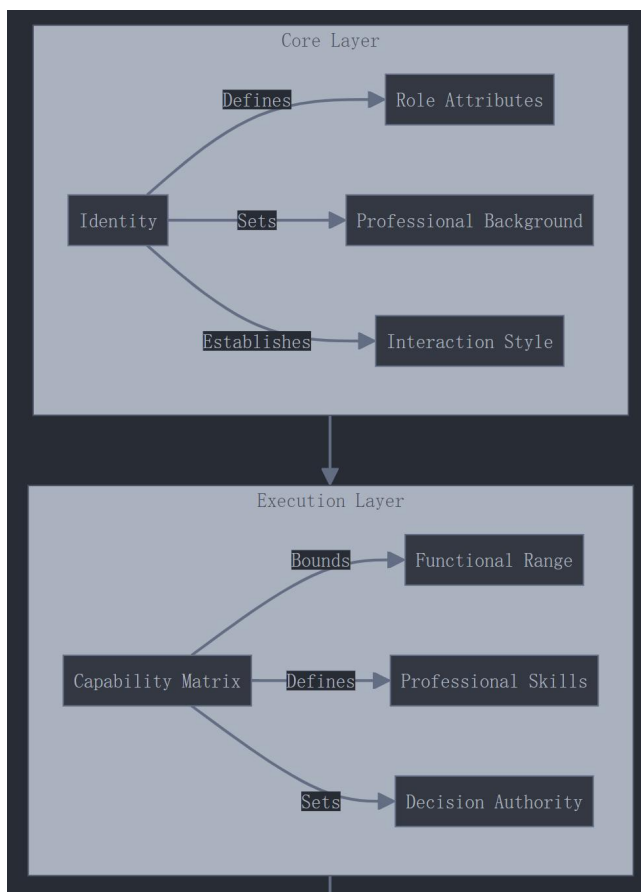 Core Layer
Defines
Role Attributes
Identity
Sets
Professional Background
Establishes
Interaction Style
Execution Layer
Bounds
Functional Range
Capability Matrix
Defines
Professional Skills
Sets
Decision Authority